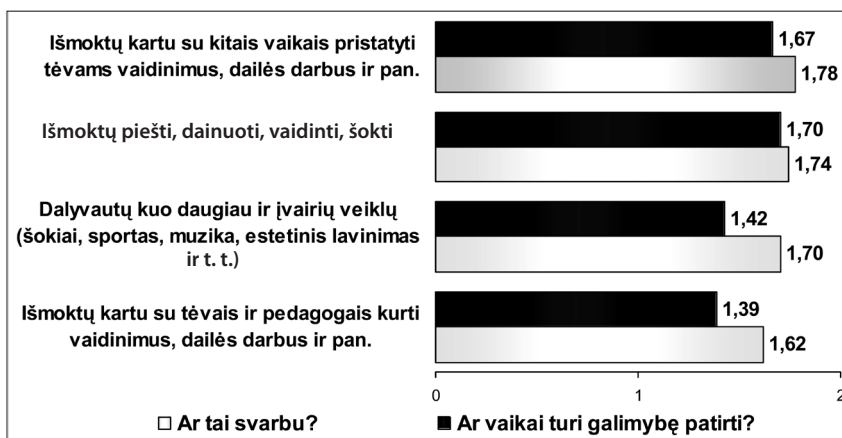 Išmoktų kartu su kitais vaikais pristatyti
tėvams vaidinimus, dailės darbus ir pan.
1,67
1,78
Išmoktų piešti, dainuoti, vaidinti, šokti
1,70
1,74
Dalyvautų kuo daugiau ir įvairių veiklų
(šokiai, sportas, muzika, estetinis lavinimas
ir t. t.)
1,42
1,70
Išmoktų kartu su tėvais ir pedagogais kurti
vaidinimus, dailės darbus ir pan.
1,39
1,62
0 1 2
Ar tai svarbu? Ar vaikai turi galimybę patirti?